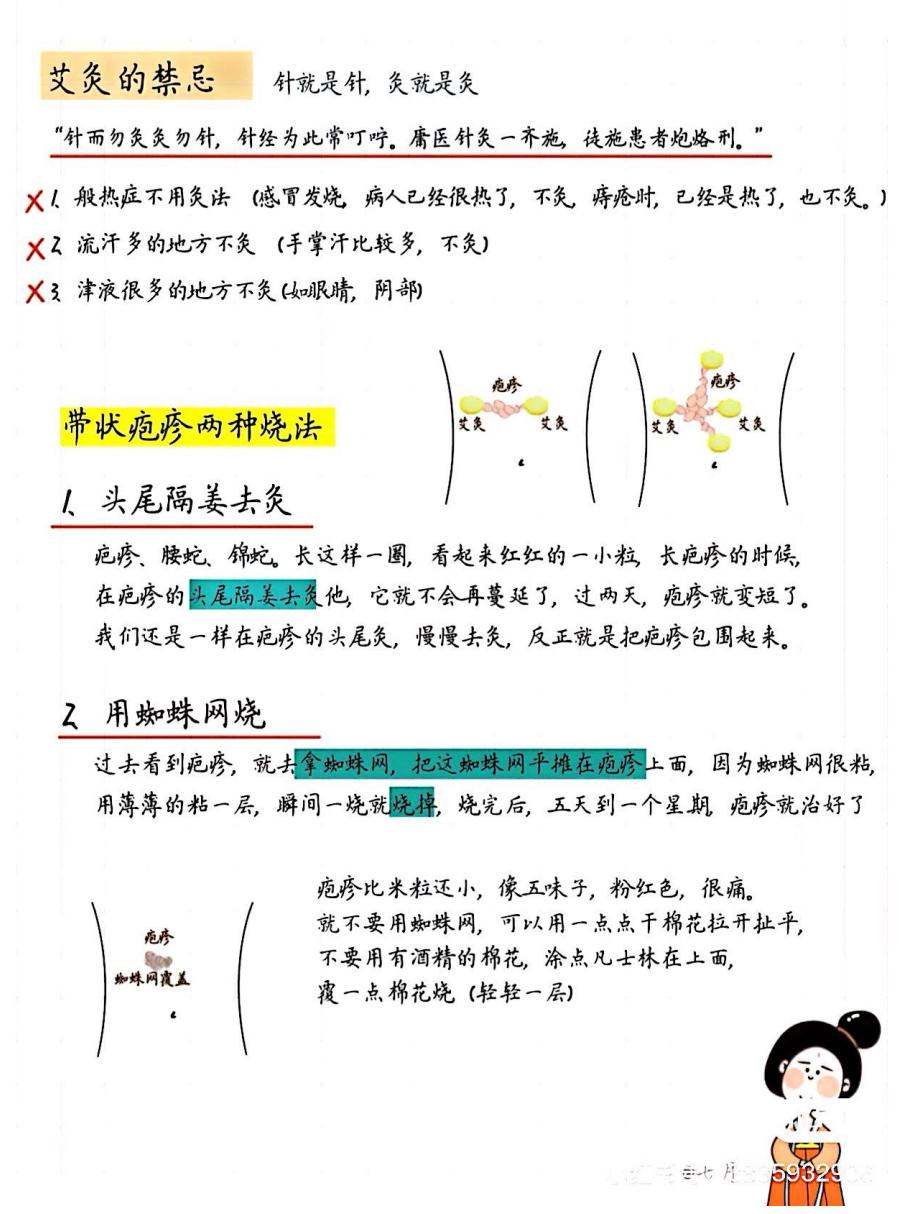 艾灸的禁忌 针就是针，灸就是灸
“针而勿灸灸勿针，针经为此常叮咛。庸医针灸一齐施，徒施患者炮烙刑。”
1. 般热症不用灸法 （感冒发烧，病人已经很热了，不灸，痔疮时，已经是热了，也不灸。）
2. 流汗多的地方不灸 （手掌汗比较多，不灸）
3. 津液很多的地方不灸（如眼睛，阴部）
疱疹
艾灸 艾灸
疱疹
艾灸 艾灸
带状疱疹两种烧法
1. 头尾隔姜去灸
疱疹、腰蛇、锦蛇。长这样一圈，看起来红红的一小粒，长疱疹的时候，
在疱疹的头尾隔姜去灸他，它就不会再蔓延了，过两天，疱疹就变短了。
我们还是一样在疱疹的头尾灸，慢慢去灸，反正就是把疱疹包围起来。
2. 用蜘蛛网烧
过去看到疱疹，就去拿蜘蛛网，把这蜘蛛网平摊在疱疹上面，因为蜘蛛网很粘，
用薄薄的粘一层，瞬间一烧就烧掉，烧完后，五天到一个星期，疱疹就治好了
疱疹
蜘蛛网覆盖
疱疹比米粒还小，像五味子，粉红色，很痛。
就不要用蜘蛛网，可以用一点点干棉花拉开扯平，
不要用有酒精的棉花，涂点凡士林在上面，
覆一点棉花烧（轻轻一层）